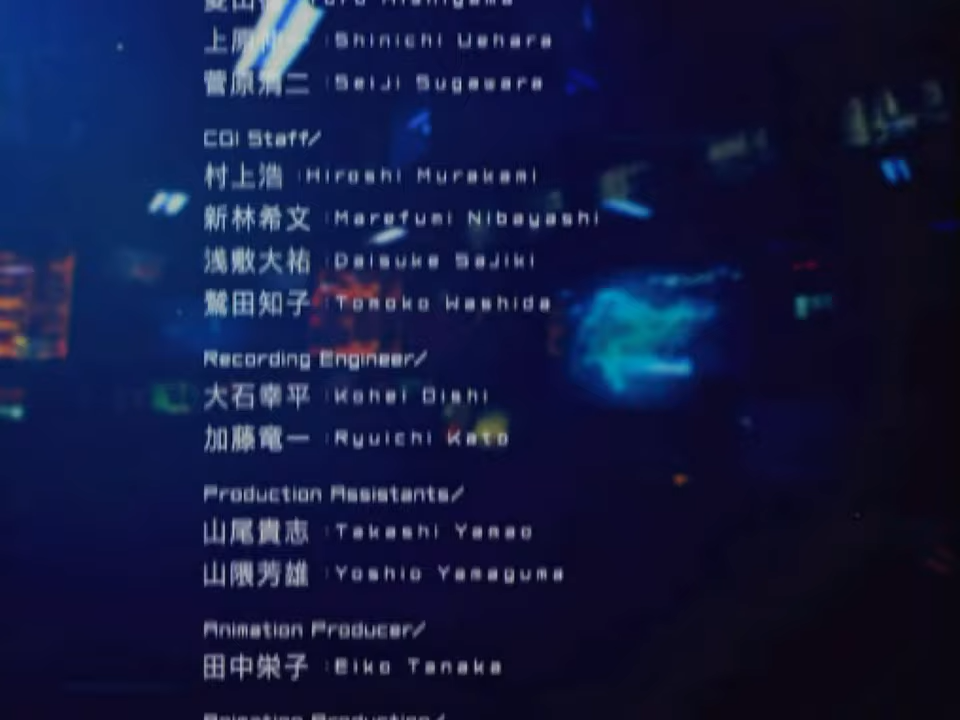 上原 :Shinichi Uehara
菅原清二 :Seiji Sugawara
CGI Staff/
村上浩 :Hiroshi Murakami
新林希文 :Marefumi Nibayashi
浅敷大祐 :Daisuke Sajiki
鷲田知子 :Tomoko Washida
Recording Engineer/
大石幸平 :Kohei Oishi
加藤竜一 :Ryuichi Kato
Production Assistants/
山尾貴志 :Takashi Yamao
山隈芳雄 :Yoshio Yamaguma
Animation Producer/
田中栄子 :Eiko Tanaka
Animation Production/